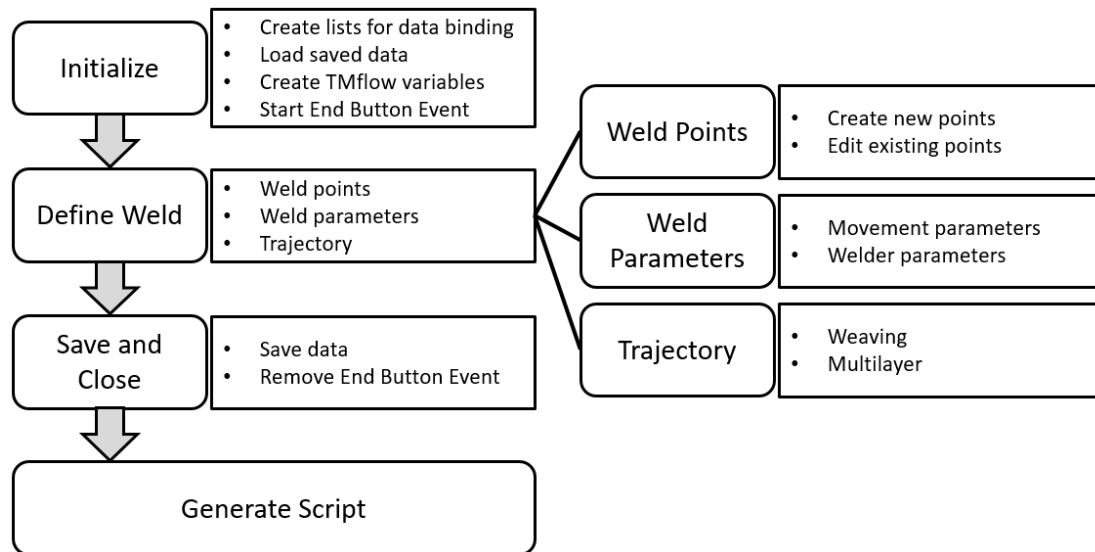 Initialize
• Create lists for data binding
• Load saved data
• Create TMflow variables
• Start End Button Event
Define Weld
• Weld points
• Weld parameters
• Trajectory
Weld Points
• Create new points
• Edit existing points
Weld
Parameters
• Movement parameters
• Welder parameters
Trajectory
• Weaving
• Multilayer
Save and
Close
• Save data
• Remove End Button Event
Generate Script